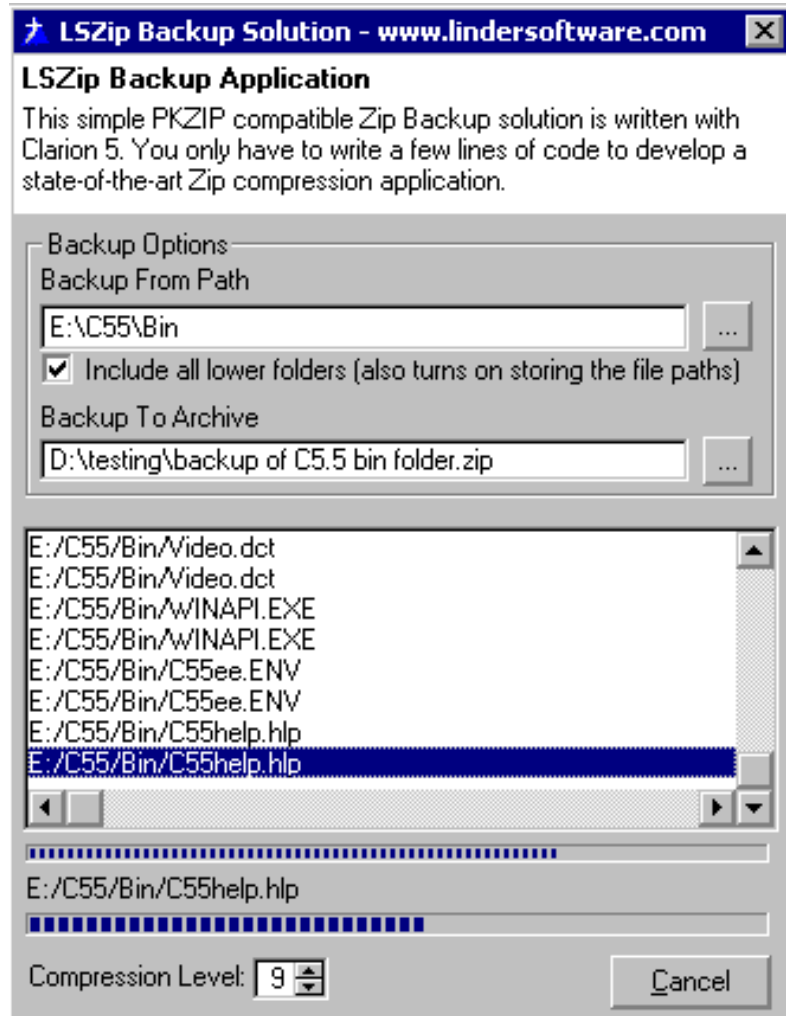 LSZip Backup Solution - www.lindersoftware.com
LSZip Backup Application
This simple PKZIP compatible Zip Backup solution is written with
Clarion 5. You only have to write a few lines of code to develop a
state-of-the-art Zip compression application.
Backup Options
Backup From Path
E:\C55\Bin
...
Include all lower folders (also turns on storing the file paths)
Backup To Archive
D:\testing\backup of C5.5 bin folder.zip
...
E:/C55/Bin/Video.dct
E:/C55/Bin/Video.dct
E:/C55/Bin/WINAPI.EXE
E:/C55/Bin/WINAPI.EXE
E:/C55/Bin/C55ee.ENV
E:/C55/Bin/C55ee.ENV
E:/C55/Bin/C55help.hlp
E:/C55/Bin/C55help.hlp
E:/C55/Bin/C55help.hlp
Compression Level: 9
Cancel